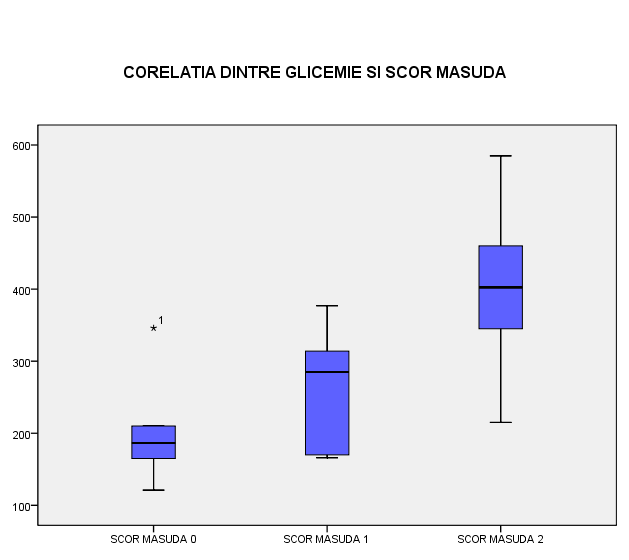 CORELATIA DINTRE GLICEMIE SI SCOR MASUDA
600
500
400
300
200
100
*1
SCOR MASUDA 0
SCOR MASUDA 1
SCOR MASUDA 2